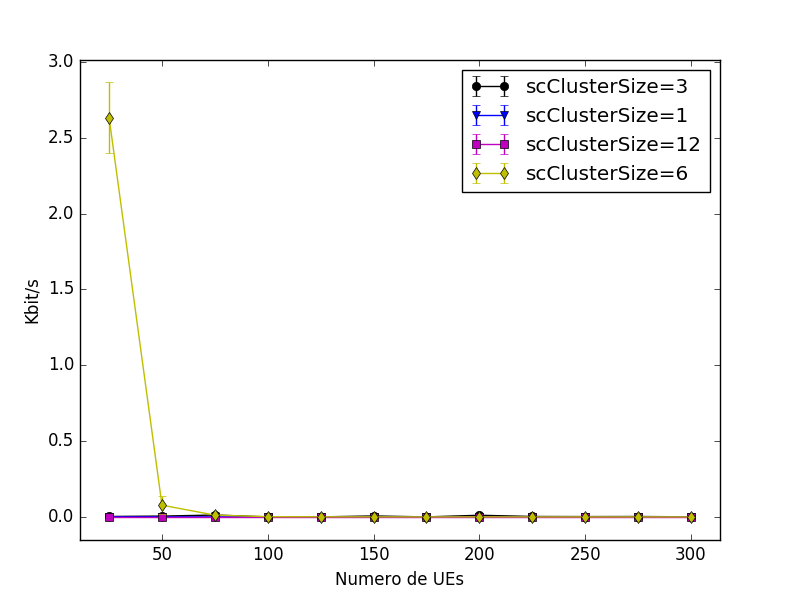 3.0
2.5
2.0
1.5
1.0
0.5
0.0
Kbit/s
scClusterSize=3
scClusterSize=1
scClusterSize=12
scClusterSize=6
50 100 150 200 250 300
Numero de UEs